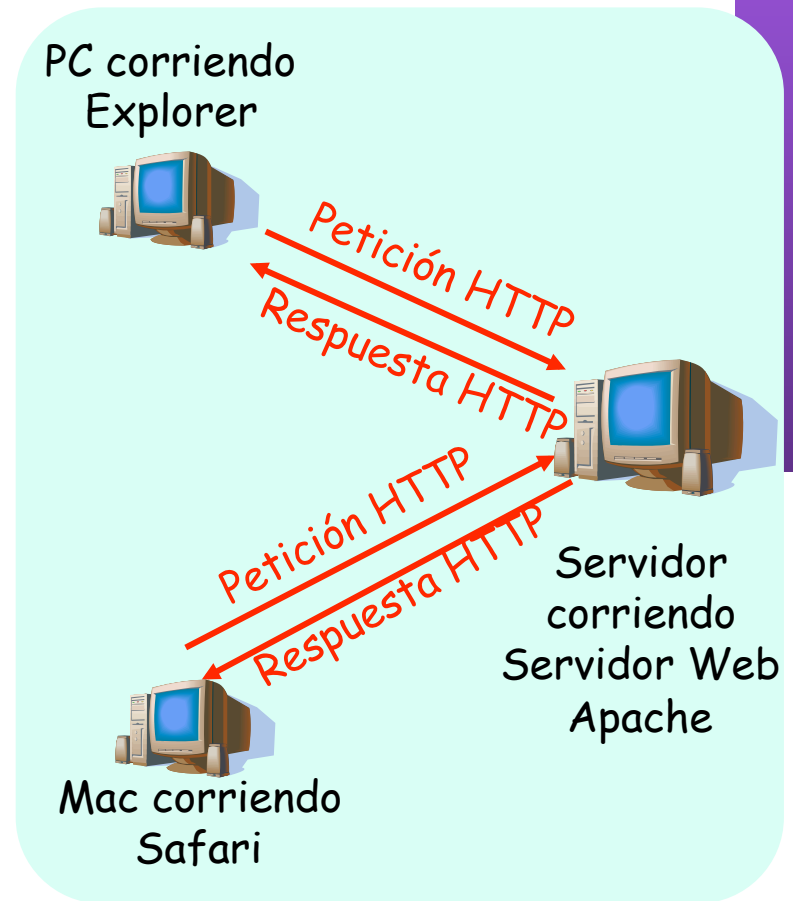 PC corriendo
Explorer
Petición HTTP
Respuesta HTTP
Petición HTTP
Respuesta HTTP
Servidor
corriendo
Servidor Web
Apache
Mac corriendo
Safari